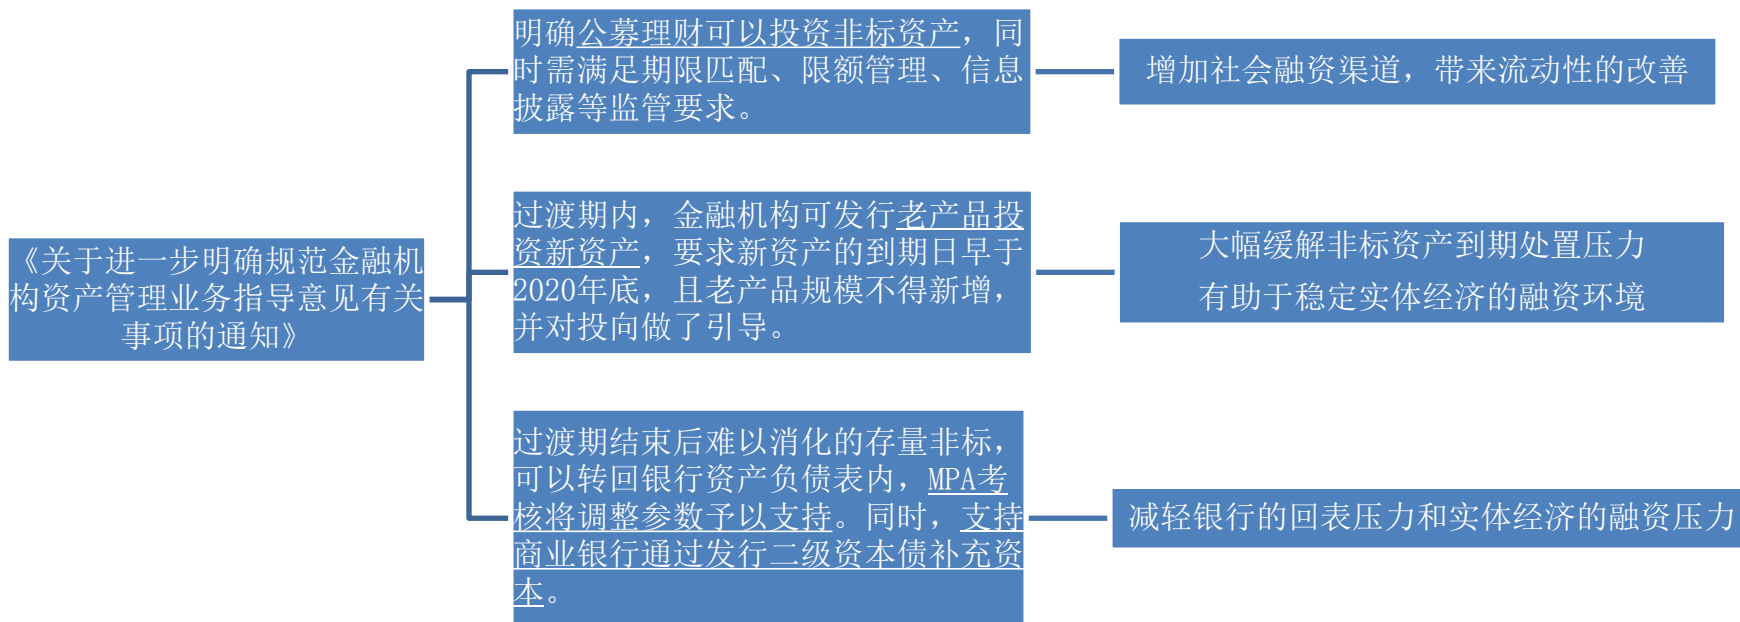 《关于进一步明确规范金融机
构资产管理业务指导意见有关
事项的通知》
明确公募理财可以投资非标资产，同
时需满足期限匹配、限额管理、信息
披露等监管要求。
增加社会融资渠道，带来流动性的改善
过渡期内，金融机构可发行老产品投
资新资产，要求新资产的到期日早于
2020年底，且老产品规模不得新增，
并对投向做了引导。
大幅缓解非标资产到期处置压力
有助于稳定实体经济的融资环境
过渡期结束后难以消化的存量非标，
可以转回银行资产负债表内，MPA考
核将调整参数予以支持。同时，支持
商业银行通过发行二级资本债补充资
本。
减轻银行的回表压力和实体经济的融资压力